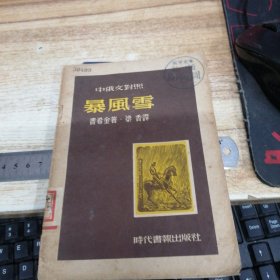 中俄文對照
暴風雪
普希金著·梁香譯
時代書報出版社